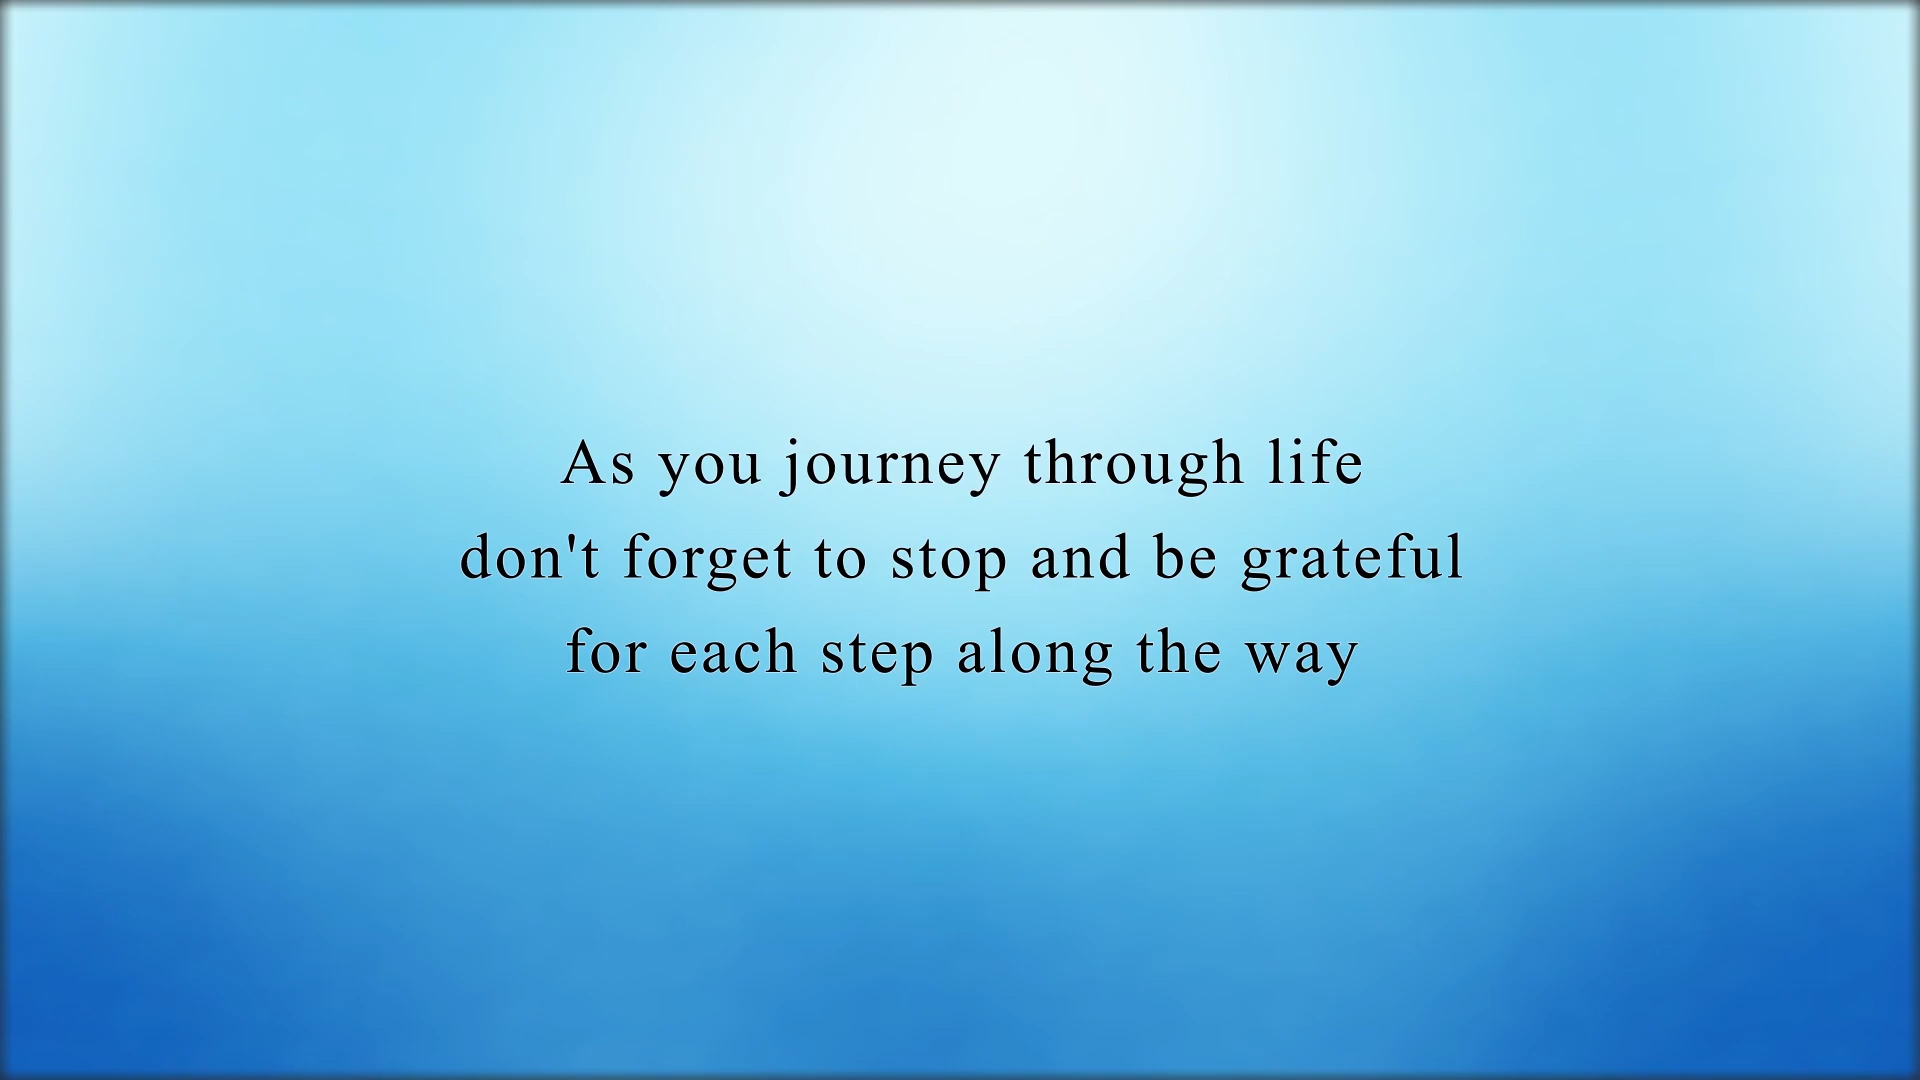 As you journey through life
don't forget to stop and be grateful
for each step along the way